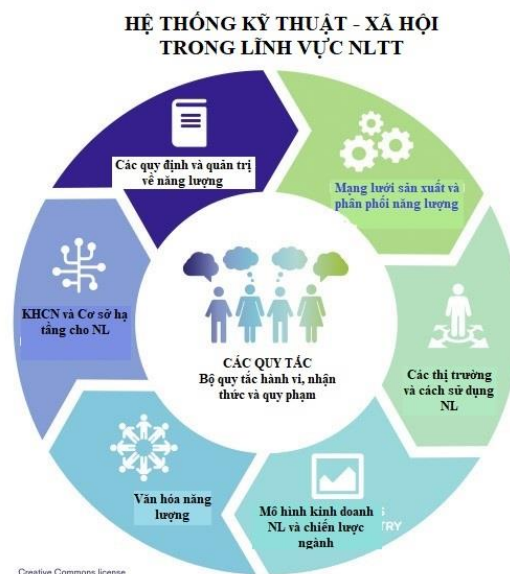 HỆ THỐNG KỸ THUẬT - XÃ HỘI
TRONG LĨNH VỰC NLTT
Các quy định và quản trị
về năng lượng
Mạng lưới sản xuất và
phân phối năng lượng
KHCN và Cơ sở hạ
tầng cho NL
CÁC QUY TẮC
Bộ quy tắc hành vi, nhận
thức và quy phạm
Các thị trường
và cách sử dụng
NL
Văn hóa năng
lượng
Mô hình kinh doanh
NL và chiến lược
ngành
Creative Commons license